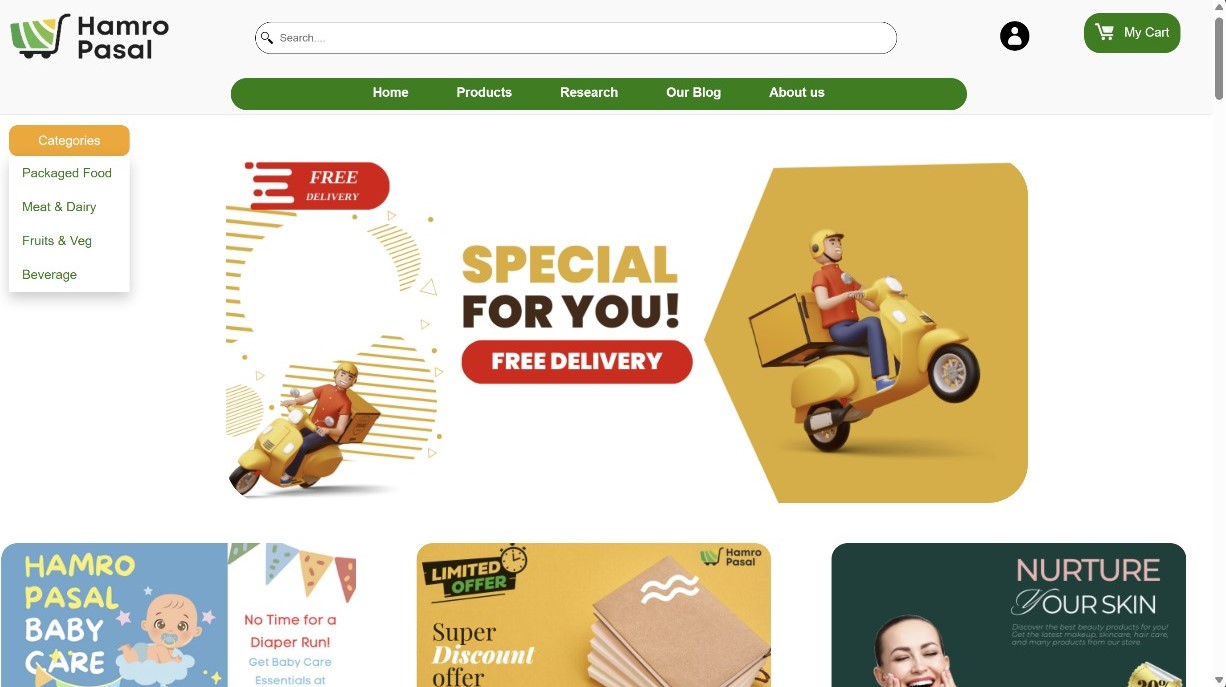 Hamro
Pasal
Search....
My Cart
Home
Products
Research
Our Blog
About us
Categories
Packaged Food
Meat & Dairy
Fruits & Veg
Beverage
FREE
DELIVERY
SPECIAL
FOR YOU!
FREE DELIVERY
HAMRO
PASAL
BABY
CARE
No Time for a
Diaper Run!
Get Baby Care
Essentials at
LIMITED
OFFER
Hamro
Pasal
Super
Discount
offer
NURTURE
YOUR SKIN
Discover the best beauty products for you!
Get the latest makeup, skincare, hair care,
and many products from our store.
20%